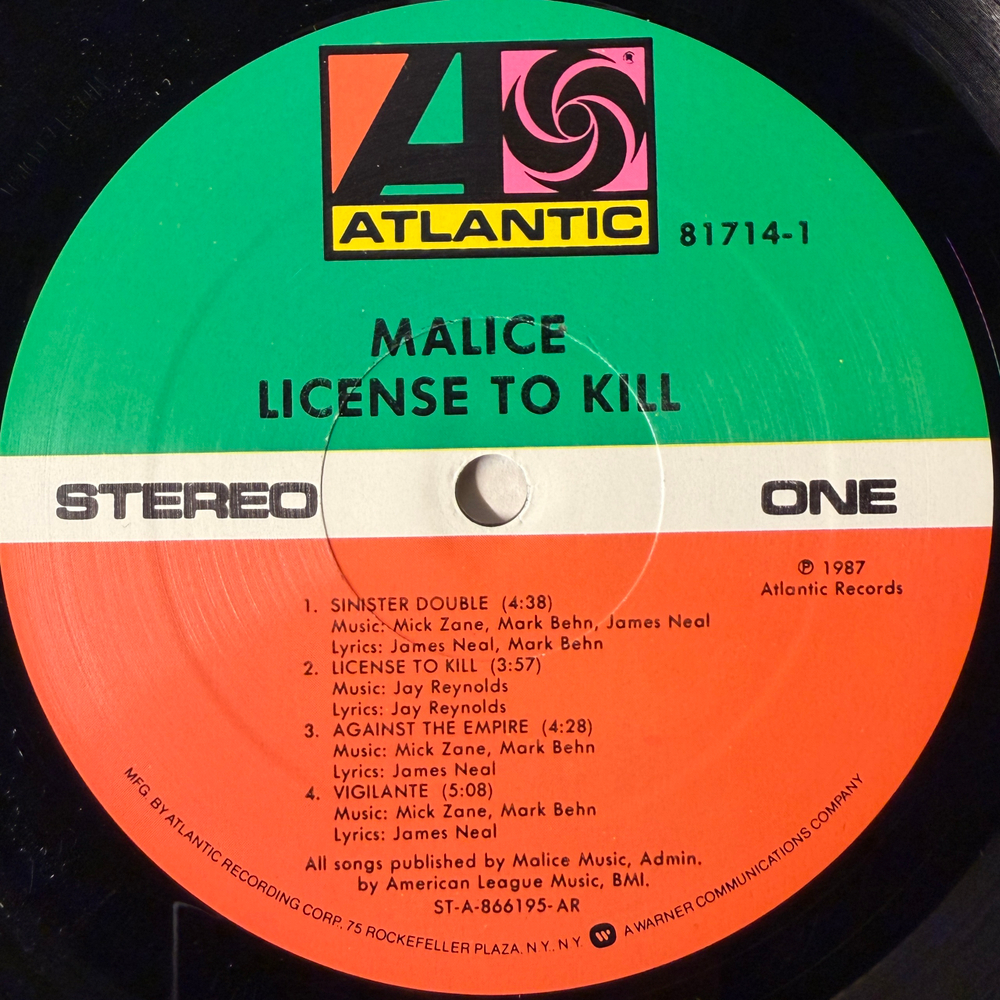 ATLANTIC
81714-1
MALICE
LICENSE TO KILL
STEREO
ONE
℗ 1987
Atlantic Records
1. SINISTER DOUBLE (4:38)
Music: Mick Zane, Mark Behn, James Neal
Lyrics: James Neal, Mark Behn
2. LICENSE TO KILL (3:57)
Music: Jay Reynolds
Lyrics: Jay Reynolds
3. AGAINST THE EMPIRE (4:28)
Music: Mick Zane, Mark Behn
Lyrics: James Neal
4. VIGILANTE (5:08)
Music: Mick Zane, Mark Behn
Lyrics: James Neal
All songs published by Malice Music, Admin.
by American League Music, BMI.
ST-A-866195-AR
MFG. BY ATLANTIC RECORDING CORP. 75 ROCKEFELLER PLAZA, N.Y., N.Y. A WARNER COMMUNICATIONS COMPANY